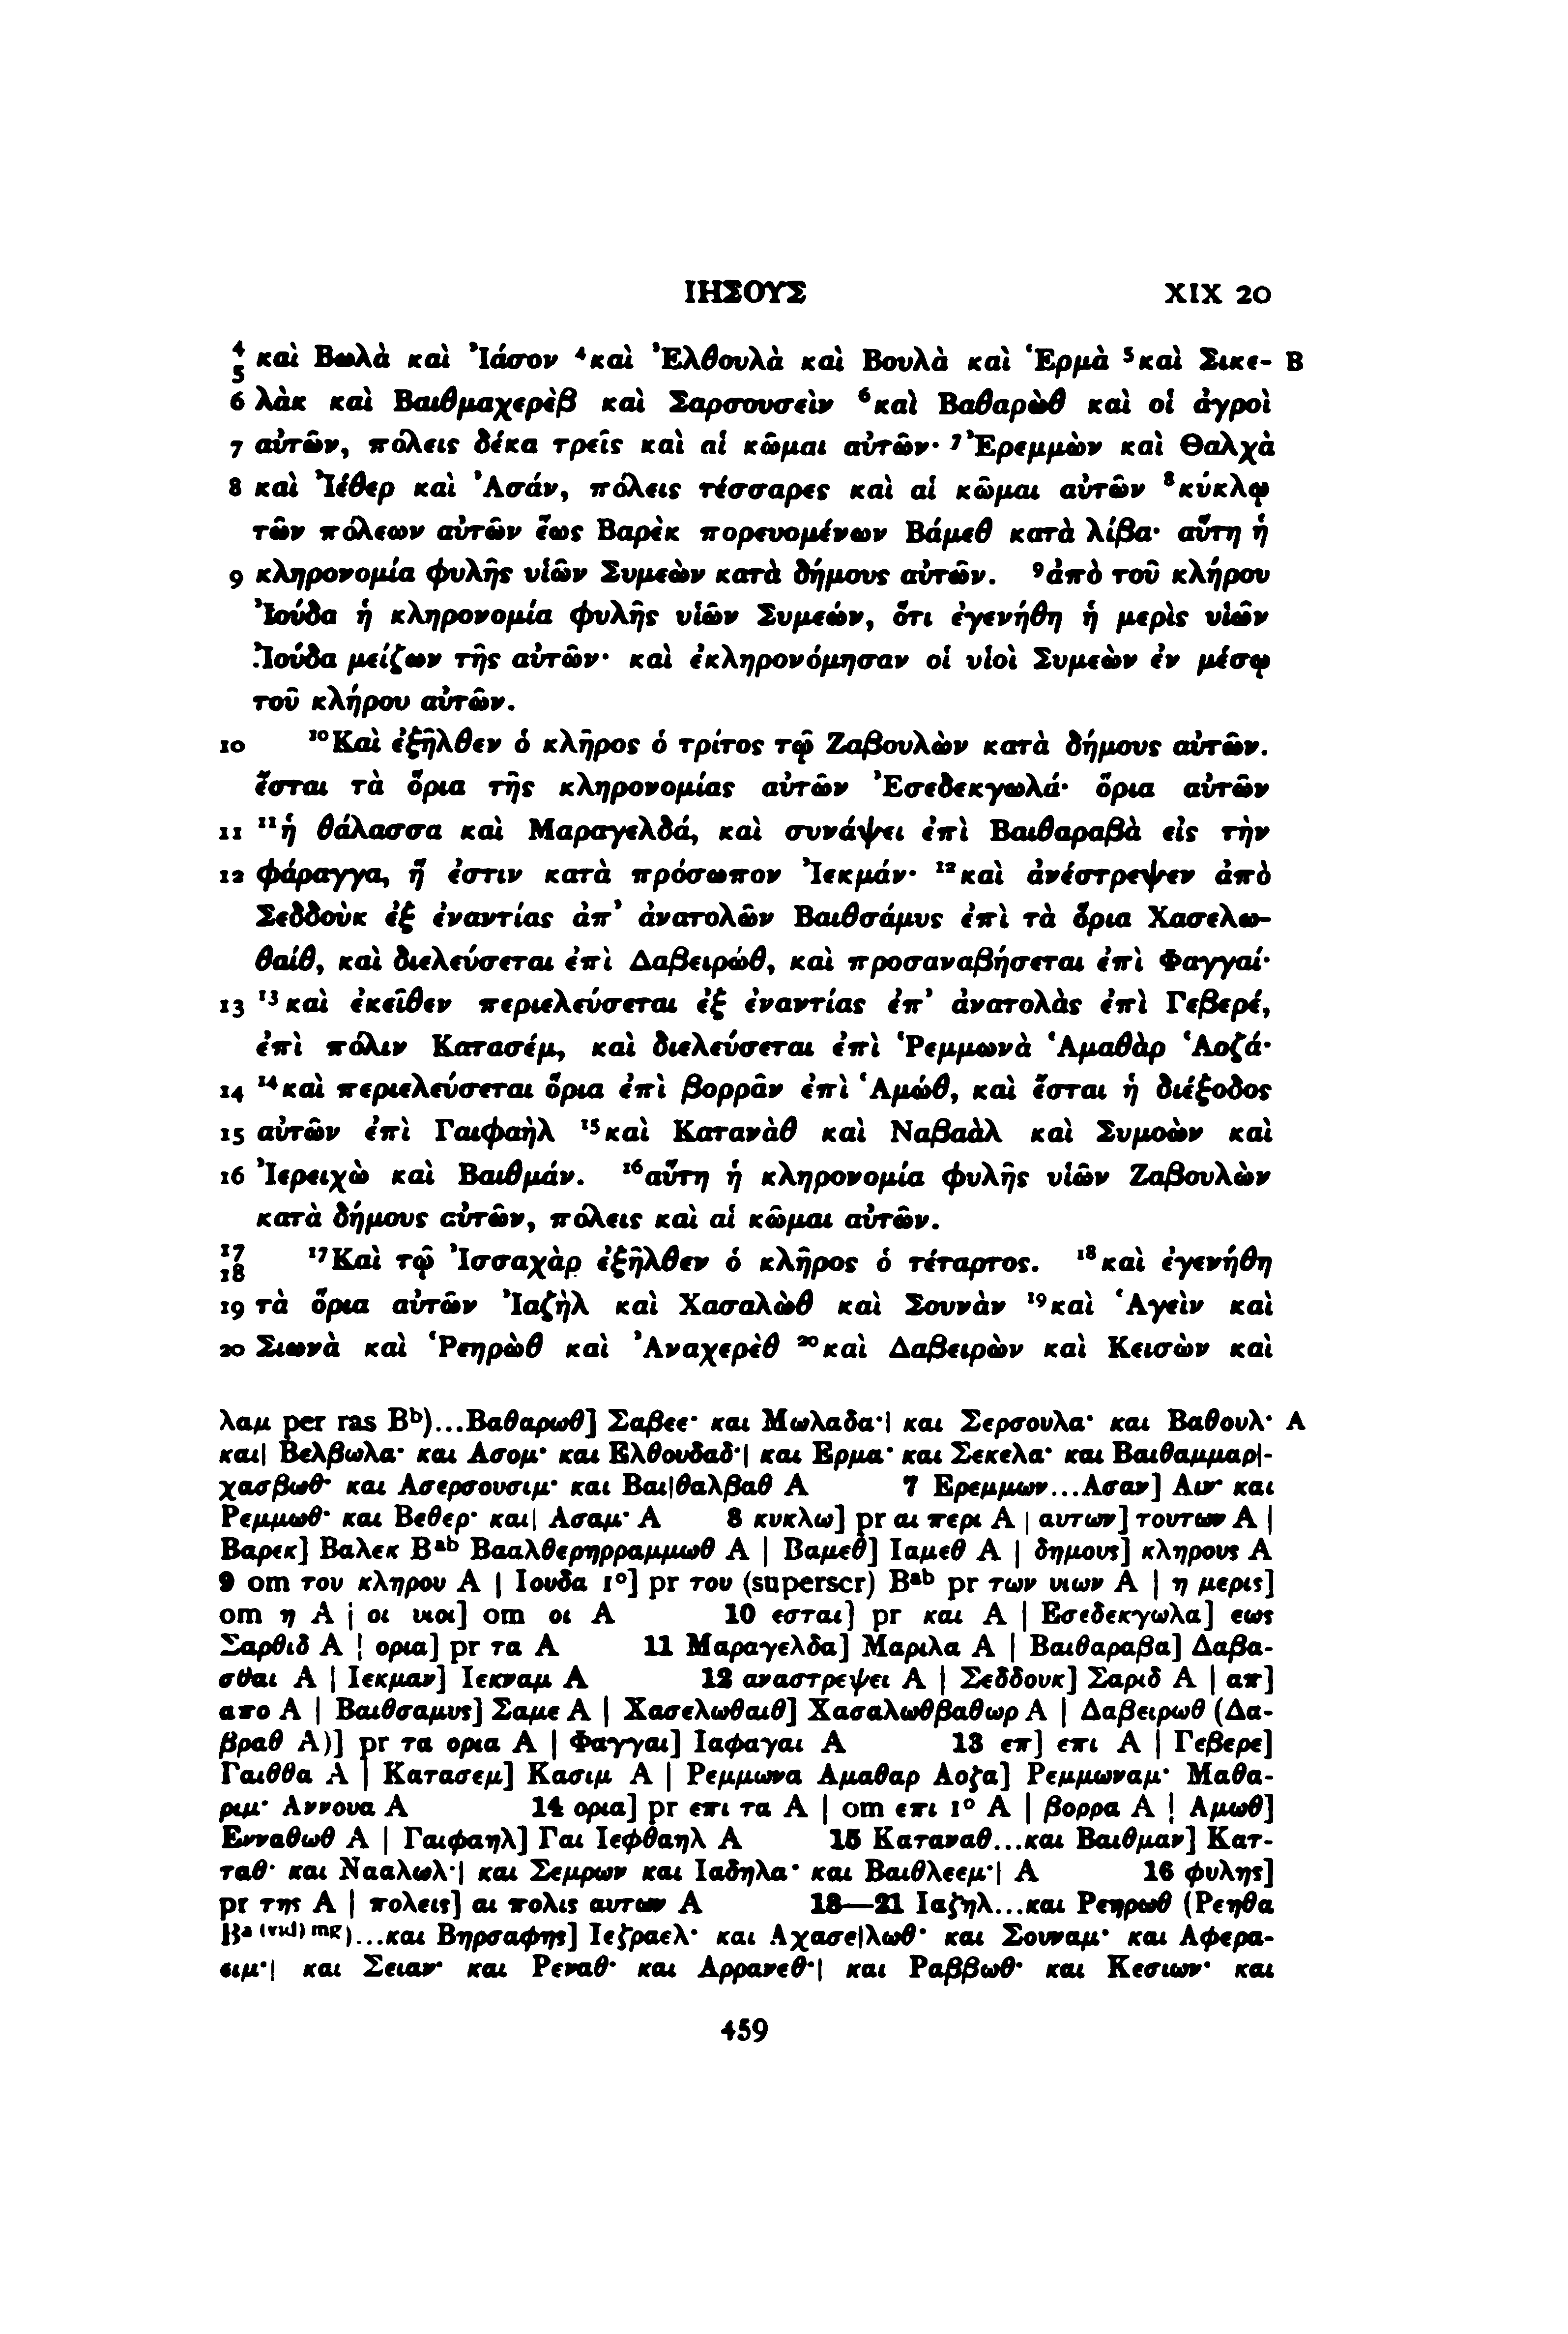 ΙΗΣΟΥΣ XIX 20
4 5 καὶ Βωλὰ καὶ Ἰάσον ⁴καὶ Ἐλθουλὰ καὶ Βουλὰ καὶ Ἑρμὰ ⁵καὶ Σικε- B
6 λὰκ καὶ Βαιθμαχερὲβ καὶ Σαρσουσεὶν ⁶καὶ Βαθαρὼθ καὶ οἱ ἀγροὶ
7 αὐτῶν, πόλεις δέκα τρεῖς καὶ αἱ κῶμαι αὐτῶν· ⁷Ἐρεμμὼν καὶ Θαλχὰ
8 καὶ Ἰέθερ καὶ Ἀσάν, πόλεις τέσσαρες καὶ αἱ κῶμαι αὐτῶν ⁸κύκλῳ
τῶν πόλεων αὐτῶν ἕως Βαρὲκ πορευομένων Βάμεθ κατὰ λίβα· αὕτη ἡ
9 κληρονομία φυλῆς υἱῶν Συμεὼν κατὰ δήμους αὐτῶν. ⁹ἀπὸ τοῦ κλήρου
Ἰούδα ἡ κληρονομία φυλῆς υἱῶν Συμεών, ὅτι ἐγενήθη ἡ μερὶς υἱῶν
Ἰούδα μείζων τῆς αὐτῶν· καὶ ἐκληρονόμησαν οἱ υἱοὶ Συμεὼν ἐν μέσῳ
τοῦ κλήρου αὐτῶν.
10 ¹⁰Καὶ ἐξῆλθεν ὁ κλῆρος ὁ τρίτος τῷ Ζαβουλὼν κατὰ δήμους αὐτῶν.
ἔσται τὰ ὅρια τῆς κληρονομίας αὐτῶν Ἐσεδεκγωλά· ὅρια αὐτῶν
11 ¹¹ἡ θάλασσα καὶ Μαραγελδά, καὶ συνάψει ἐπὶ Βαιθαραβὰ εἰς τὴν
12 φάραγγα, ἥ ἐστιν κατὰ πρόσωπον Ἰεκμάν· ¹²καὶ ἀνέστρεψεν ἀπὸ
Σεδδοὺκ ἐξ ἐναντίας ἀπ’ ἀνατολῶν Βαιθσάμυς ἐπὶ τὰ ὅρια Χασελω-
θαίθ, καὶ διελεύσεται ἐπὶ Δαβειρώθ, καὶ προσαναβήσεται ἐπὶ Φαγγαί·
13 ¹³καὶ ἐκεῖθεν περιελεύσεται ἐξ ἐναντίας ἐπ’ ἀνατολὰς ἐπὶ Γεβερέ,
ἐπὶ πόλιν Κατασέμ, καὶ διελεύσεται ἐπὶ Ῥεμμωνὰ Ἁμαθὰρ Ἁοζά·
14 ¹⁴καὶ περιελεύσεται ὅρια ἐπὶ βορρᾶν ἐπὶ Ἁμώθ, καὶ ἔσται ἡ διέξοδος
15 αὐτῶν ἐπὶ Γαιφαὴλ ¹⁵καὶ Κατανὰθ καὶ Ναβαὰλ καὶ Συμοὼν καὶ
16 Ἰερειχὼ καὶ Βαιθμάν. ¹⁶αὕτη ἡ κληρονομία φυλῆς υἱῶν Ζαβουλὼν
κατὰ δήμους αὐτῶν, πόλεις καὶ αἱ κῶμαι αὐτῶν.
17 18 ¹⁷Καὶ τῷ Ἰσσαχὰρ ἐξῆλθεν ὁ κλῆρος ὁ τέταρτος. ¹⁸καὶ ἐγενήθη
19 τὰ ὅρια αὐτῶν Ἰαζὴλ καὶ Χασαλὼθ καὶ Σουνὰν ¹⁹καὶ Ἁγεὶν καὶ
20 Σιωνὰ καὶ Ῥεηρὼθ καὶ Ἀναχερὲθ ²⁰καὶ Δαβειρὼν καὶ Κεισὼν καὶ
λαμ per ras Bᵇ)...Βαθαρωθ] Σαβεε· και Μωλαδα·| και Σερσουλα· και Βαθουλ· A
και| Βελβωλα· και Ασομ· και Ελθουδαδ·| και Ερμα· και Σεκελα· και Βαιθαμμαρ|-
χασβωθ· και Ασερσουσιμ· και Βαι|θαλβαθ A 7 Ερεμμων...Ασαν] Αιν· και
Ρεμμωθ· και Βεθερ· και| Ασαμ· A 8 κυκλω] pr αι περι A | αυτων] τουτων A |
Βαρεκ] Βαλεκ Bᵃᵇ Βααλθερηρραμμωθ A | Βαμεθ] Ιαμεθ A | δημους] κληρους A
9 om του κληρου A | Ιουδα 1°] pr του (superscr) Bᵃᵇ pr των υιων A | η μερις]
om η A | οι υιοι] om οι A 10 εσται] pr και A | Εσεδεκγωλα] εως
Σαρθιδ A | ορια] pr τα A 11 Μαραγελδα] Μαριλα A | Βαιθαραβα] Δαβα-
σθαι A | Ιεκμαν] Ιεκναμ A 12 αναστρεψει A | Σεδδουκ] Σαριδ A | απ]
απο A | Βαιθσαμυς] Σαμε A | Χασελωθαιθ] Χασαλωθβαθωρ A | Δαβειρωθ (Δα-
βραθ A)] pr τα ορια A | Φαγγαι] Ιαφαγαι A 13 επ] επι A | Γεβερε]
Γαιθθα A | Κατασεμ] Κασιμ A | Ρεμμωνα Αμαθαρ Αοζα] Ρεμμωναμ· Μαθα-
ριμ· Αννουα A 14 ορια] pr επι τα A | om επι 1° A | βορρα A | Αμωθ]
Ενναθωθ A | Γαιφαηλ] Γαι Ιεφθαηλ A 15 Καταναθ...και Βαιθμαν] Κατ-
ταθ· και Νααλωλ·| και Σεμρων και Ιαδηλα· και Βαιθλεεμ·| A 16 φυλης]
pr της A | πολεις] αι πολις αυτων A 18—21 Ιαζηλ...και Ρεηρωθ (Ρεηθα
Bᵃ ⁽ᵛⁱᵈ⁾ ᵐᵍ)...και Βηρσαφης] Ιεζραελ· και Αχασε|λωθ· και Σουναμ· και Αφερα-
ειμ·| και Σειαν· και Ρεναθ· και Αρρανεθ·| και Ραββωθ· και Κεσιων· και
459